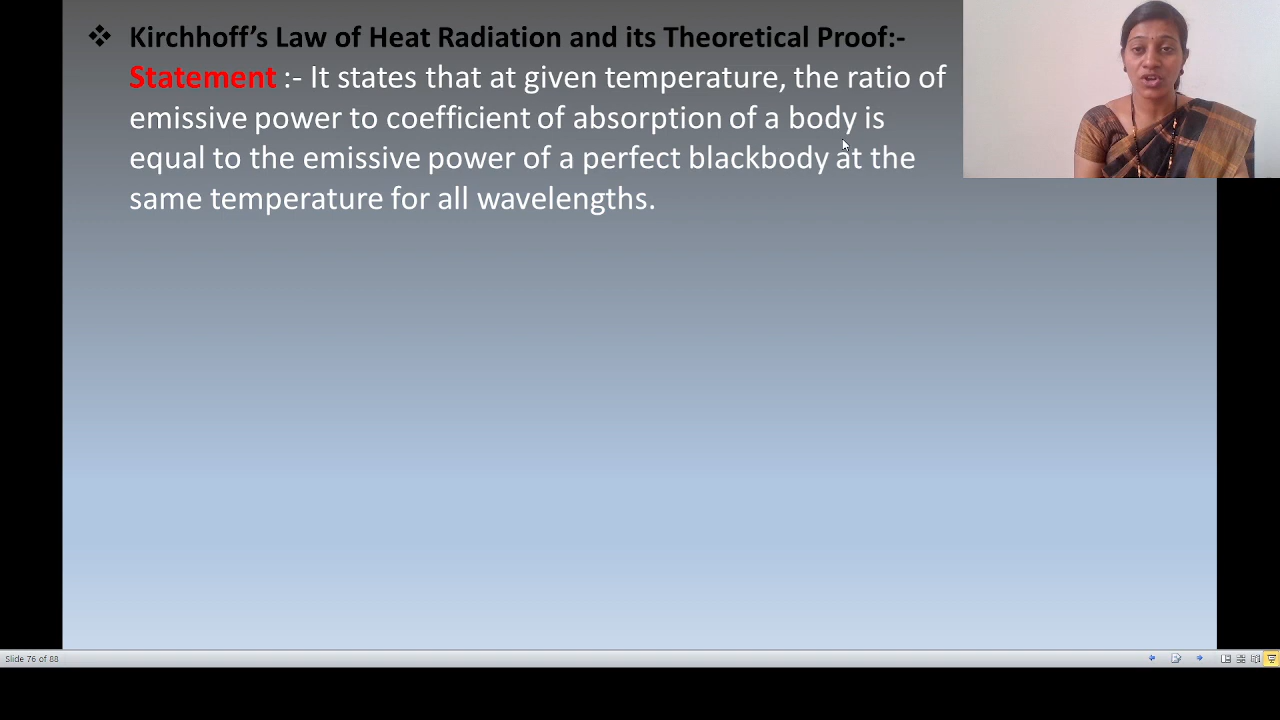 ❖ Kirchhoff’s Law of Heat Radiation and its Theoretical Proof:-
Statement :- It states that at given temperature, the ratio of
emissive power to coefficient of absorption of a body is
equal to the emissive power of a perfect blackbody at the
same temperature for all wavelengths.
Slide 76 of 88